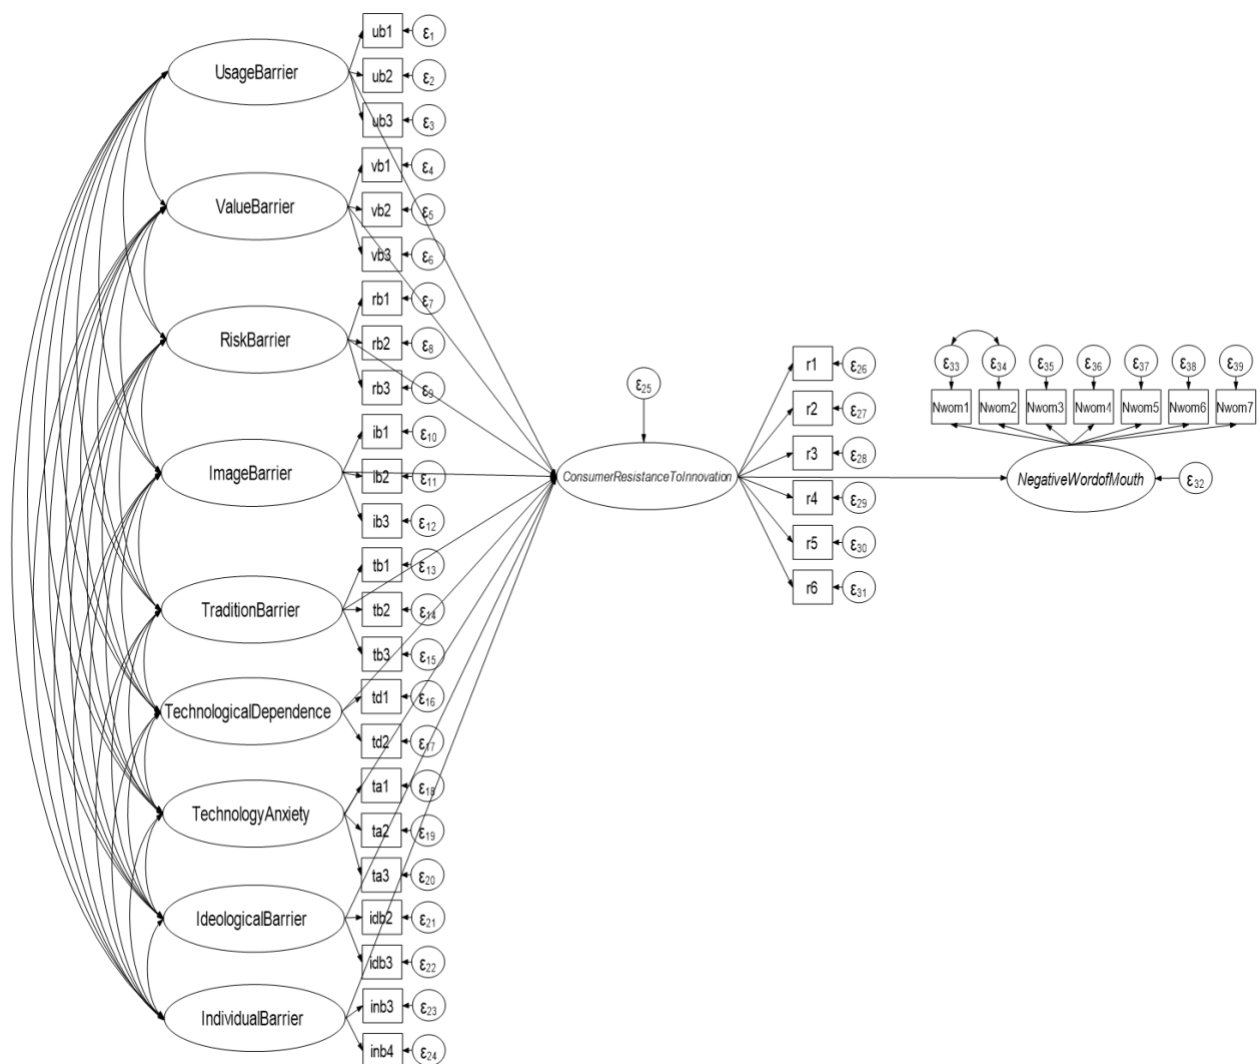 UsageBarrier
ub1 ε1
ub2 ε2
ub3 ε3
ValueBarrier
vb1 ε4
vb2 ε5
vb3 ε6
RiskBarrier
rb1 ε7
rb2 ε8
rb3 ε9
ImageBarrier
ib1 ε10
ib2 ε11
ib3 ε12
TraditionBarrier
tb1 ε13
tb2 ε14
tb3 ε15
TechnologicalDependence
td1 ε16
td2 ε17
TechnologyAnxiety
ta1 ε18
ta2 ε19
ta3 ε20
IdeologicalBarrier
idb2 ε21
idb3 ε22
IndividualBarrier
inb3 ε23
inb4 ε24
ε25
ConsumerResistanceToInnovation
r1 ε26
r2 ε27
r3 ε28
r4 ε29
r5 ε30
r6 ε31
ε33 ε34 ε35 ε36 ε37 ε38 ε39
Nwom1 Nwom2 Nwom3 Nwom4 Nwom5 Nwom6 Nwom7
NegativeWordofMouth ε32